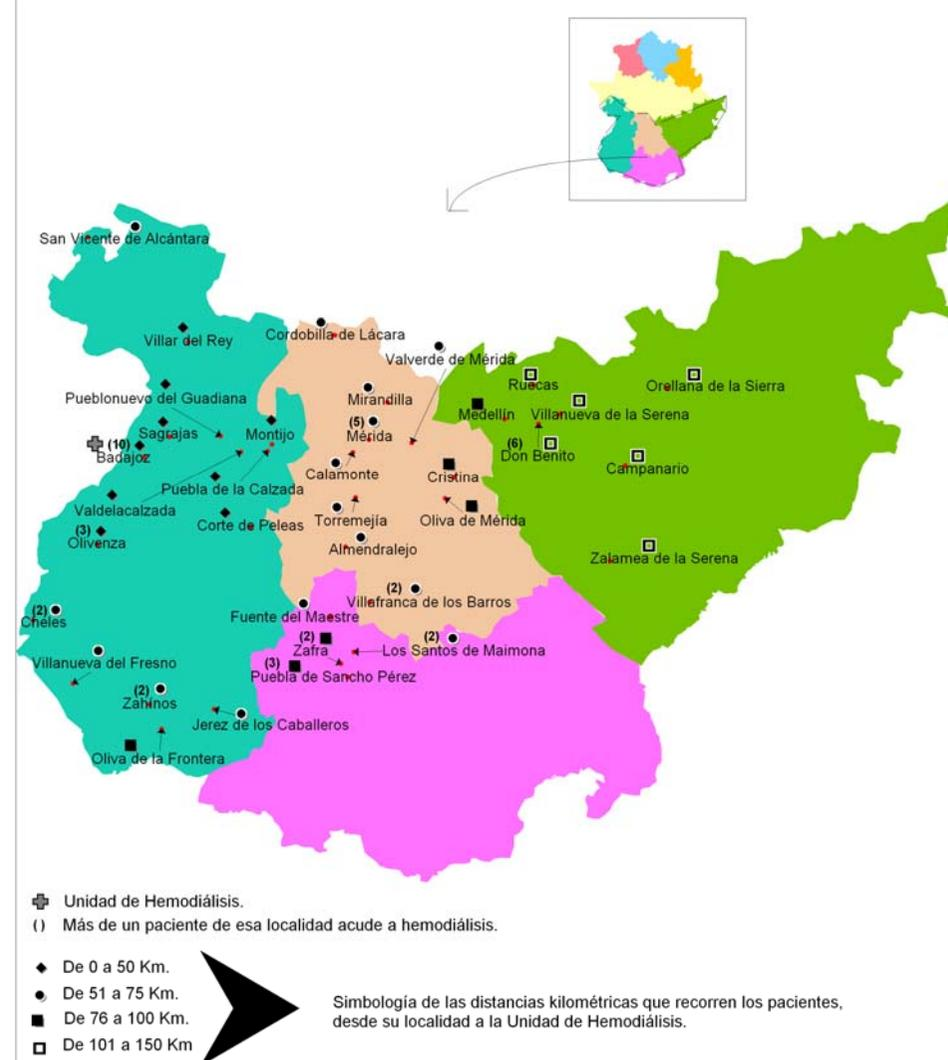 San Vicente de Alcántara
Villar del Rey
Cordobilla de Lácara
Valverde de Mérida
Pueblonuevo del Guadiana
Mirandilla
Ruecas
Orellana de la Sierra
Medellín
Villanueva de la Serena
Sagrajas
Montijo
(5)
Mérida
(10)
Badajoz
(6)
Don Benito
Campanario
Calamonte
Cristina
Puebla de la Calzada
Valdelacalzada
Corte de Peleas
Torremejía
Oliva de Mérida
(3)
Olivenza
Almendralejo
Zalamea de la Serena
(2)
Cheles
(2)
Villafranca de los Barros
Fuente del Maestre
(2)
Zafra
(2)
Los Santos de Maimona
Villanueva del Fresno
(3)
Puebla de Sancho Pérez
(2)
Zahínos
Jerez de los Caballeros
Oliva de la Frontera
Unidad de Hemodiálisis.
() Más de un paciente de esa localidad acude a hemodiálisis.
De 0 a 50 Km.
De 51 a 75 Km.
De 76 a 100 Km.
De 101 a 150 Km
Simbología de las distancias kilométricas que recorren los pacientes,
desde su localidad a la Unidad de Hemodiálisis.